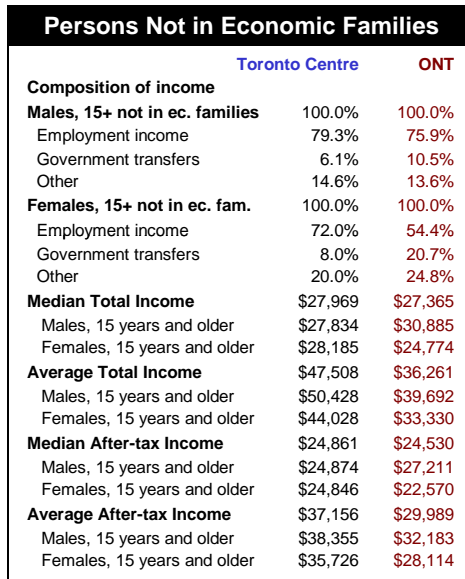 Persons Not in Economic Families
Toronto Centre ONT
Composition of income
Males, 15+ not in ec. families 100.0% 100.0%
Employment income 79.3% 75.9%
Government transfers 6.1% 10.5%
Other 14.6% 13.6%
Females, 15+ not in ec. fam. 100.0% 100.0%
Employment income 72.0% 54.4%
Government transfers 8.0% 20.7%
Other 20.0% 24.8%
Median Total Income $27,969 $27,365
Males, 15 years and older $27,834 $30,885
Females, 15 years and older $28,185 $24,774
Average Total Income $47,508 $36,261
Males, 15 years and older $50,428 $39,692
Females, 15 years and older $44,028 $33,330
Median After-tax Income $24,861 $24,530
Males, 15 years and older $24,874 $27,211
Females, 15 years and older $24,846 $22,570
Average After-tax Income $37,156 $29,989
Males, 15 years and older $38,355 $32,183
Females, 15 years and older $35,726 $28,114